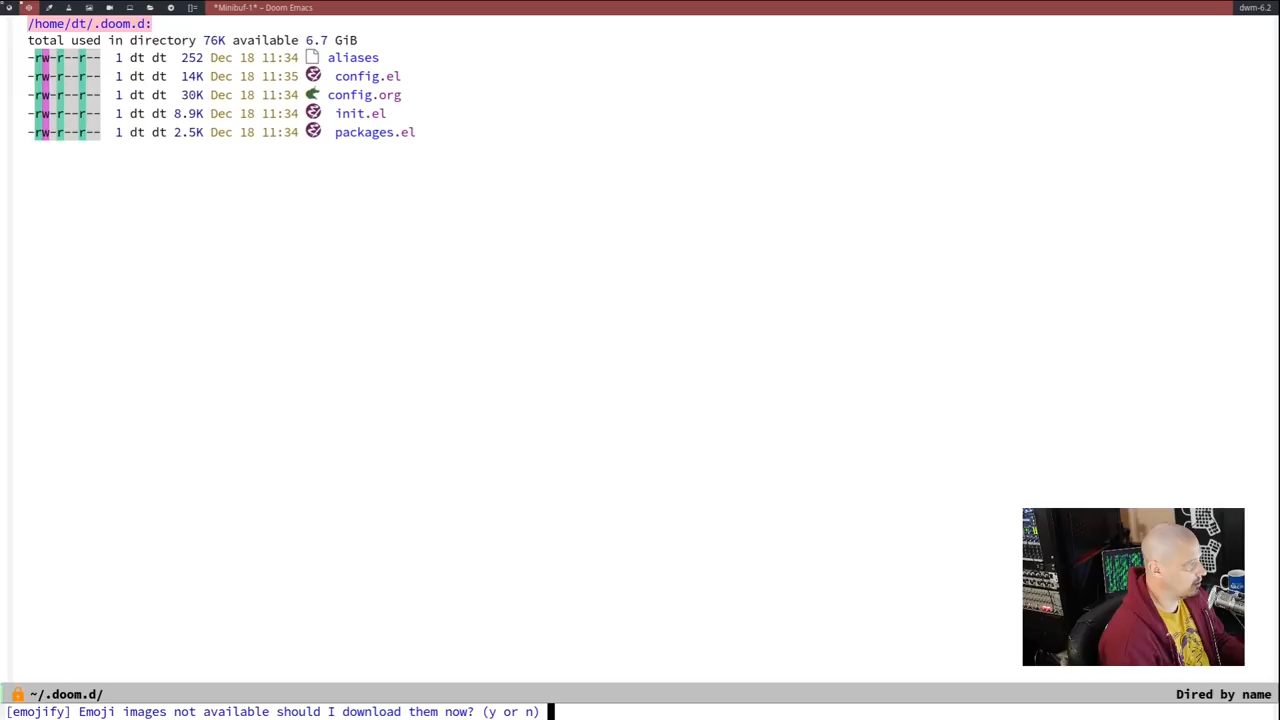 []= *Minibuf-1* – Doom Emacs dwm-6.2
/home/dt/.doom.d:
total used in directory 76K available 6.7 GiB
-rw-r--r-- 1 dt dt 252 Dec 18 11:34 aliases
-rw-r--r-- 1 dt dt 14K Dec 18 11:35 config.el
-rw-r--r-- 1 dt dt 30K Dec 18 11:34 config.org
-rw-r--r-- 1 dt dt 8.9K Dec 18 11:34 init.el
-rw-r--r-- 1 dt dt 2.5K Dec 18 11:34 packages.el
~/.doom.d/ Dired by name
[emojify] Emoji images not available should I download them now? (y or n)